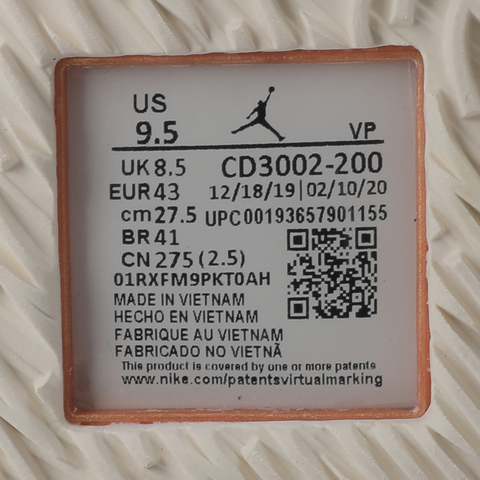 US
9.5 VP
UK 8.5 CD3002-200
EUR 43 12/18/19|02/10/20
cm 27.5 UPC00193657901155
BR 41
CN 275 (2.5)
01RXFM9PKT0AH
MADE IN VIETNAM
HECHO EN VIETNAM
FABRIQUE AU VIETNAM
FABRICADO NO VIETNÃ
This product is covered by one or more patents
www.nike.com/patentsvirtualmarking